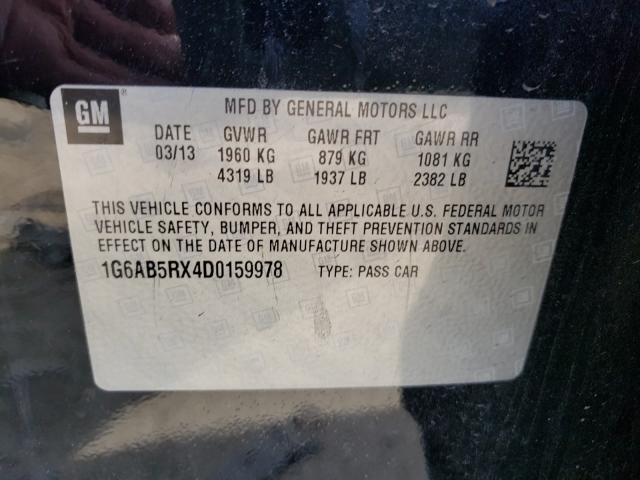 GM
MFD BY GENERAL MOTORS LLC
DATE GVWR GAWR FRT GAWR RR
03/13 1960 KG 879 KG 1081 KG
4319 LB 1937 LB 2382 LB
THIS VEHICLE CONFORMS TO ALL APPLICABLE U.S. FEDERAL MOTOR
VEHICLE SAFETY, BUMPER, AND THEFT PREVENTION STANDARDS IN
EFFECT ON THE DATE OF MANUFACTURE SHOWN ABOVE.
1G6AB5RX4D0159978 TYPE: PASS CAR